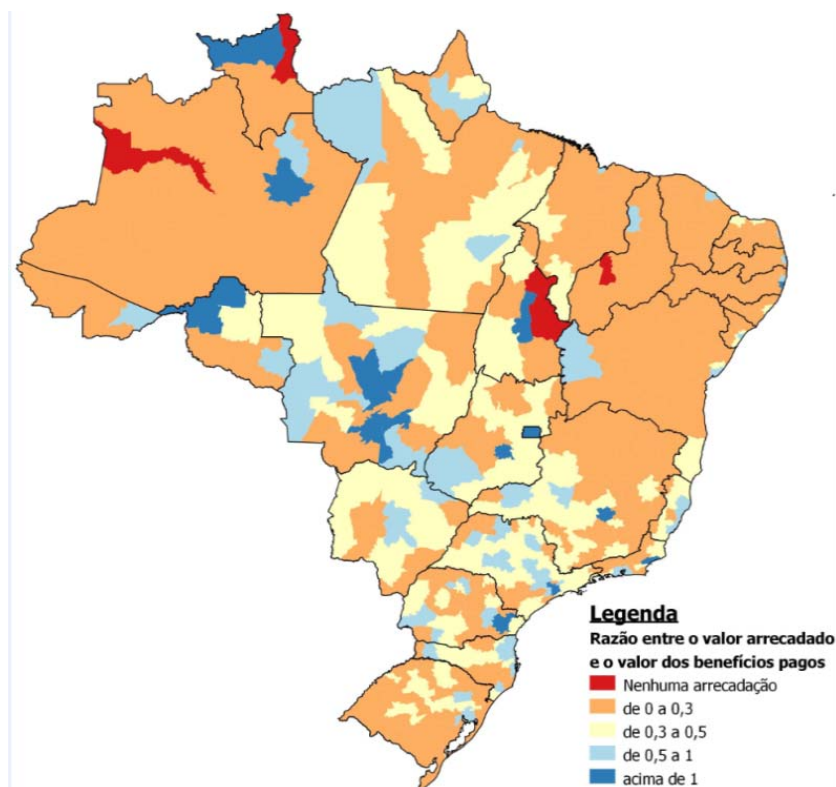 Legenda
Razão entre o valor arrecadado
e o valor dos benefícios pagos
Nenhuma arrecadação
de 0 a 0,3
de 0,3 a 0,5
de 0,5 a 1
acima de 1